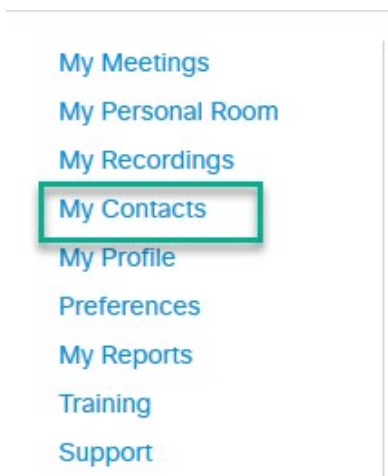 My Meetings
My Personal Room
My Recordings
My Contacts
My Profile
Preferences
My Reports
Training
Support